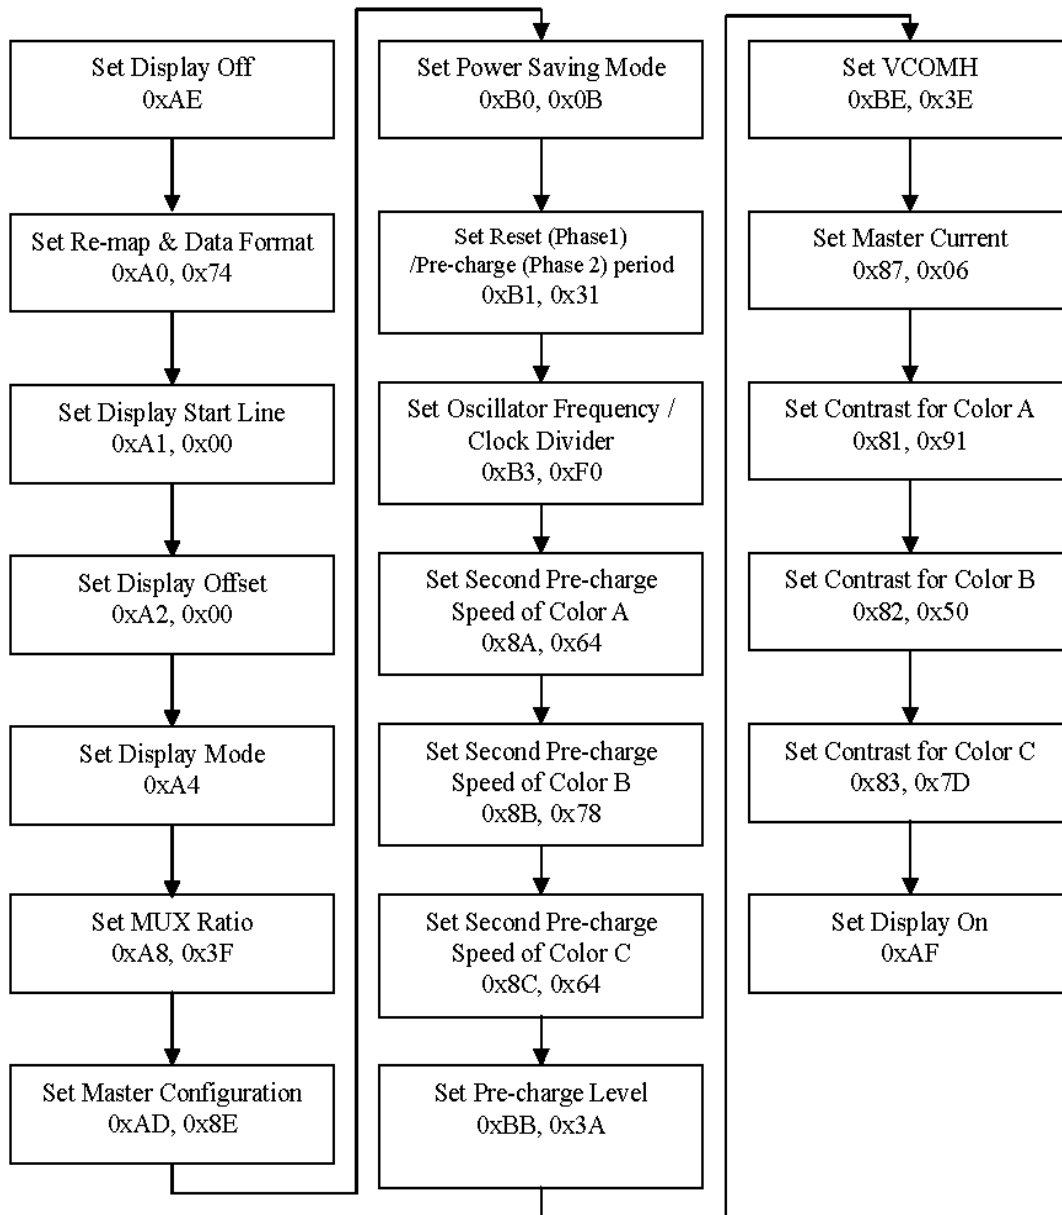 Set Display Off
0xAE
Set Re-map & Data Format
0xA0, 0x74
Set Display Start Line
0xA1, 0x00
Set Display Offset
0xA2, 0x00
Set Display Mode
0xA4
Set MUX Ratio
0xA8, 0x3F
Set Master Configuration
0xAD, 0x8E
Set Power Saving Mode
0xB0, 0x0B
Set Reset (Phase1)
/Pre-charge (Phase 2) period
0xB1, 0x31
Set Oscillator Frequency /
Clock Divider
0xB3, 0xF0
Set Second Pre-charge
Speed of Color A
0x8A, 0x64
Set Second Pre-charge
Speed of Color B
0x8B, 0x78
Set Second Pre-charge
Speed of Color C
0x8C, 0x64
Set Pre-charge Level
0xBB, 0x3A
Set VCOMH
0xBE, 0x3E
Set Master Current
0x87, 0x06
Set Contrast for Color A
0x81, 0x91
Set Contrast for Color B
0x82, 0x50
Set Contrast for Color C
0x83, 0x7D
Set Display On
0xAF